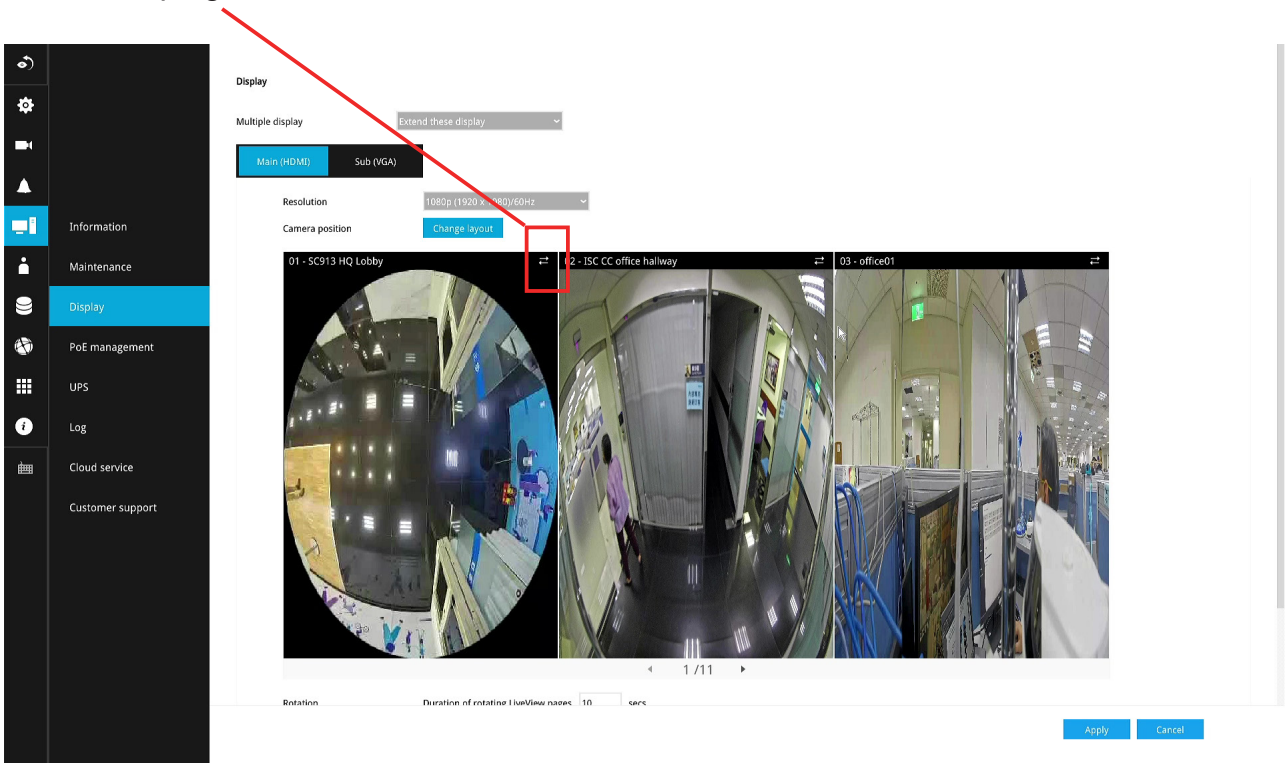 Display
Multiple display
Extend these display
Main (HDMI)
Sub (VGA)
Resolution
1080p (1920 x 1080)/60Hz
Camera position
Change layout
01 - SC913 HQ Lobby
02 - ISC CC office hallway
03 - office01
Information
Maintenance
Display
PoE management
UPS
Log
Cloud service
Customer support
1 /11
Rotation
Duration of rotating LiveView pages 10 secs
Apply
Cancel